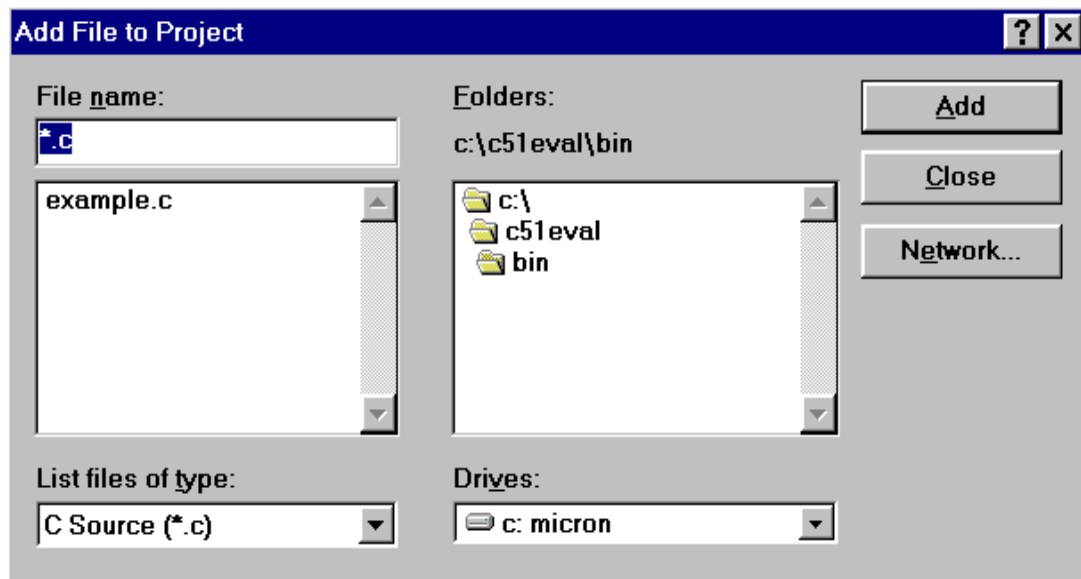 Add File to Project
File name:
*.c
example.c
List files of type:
C Source (*.c)
Folders:
c:\c51eval\bin
c:\
c51eval
bin
Drives:
c: micron
Add
Close
Network...